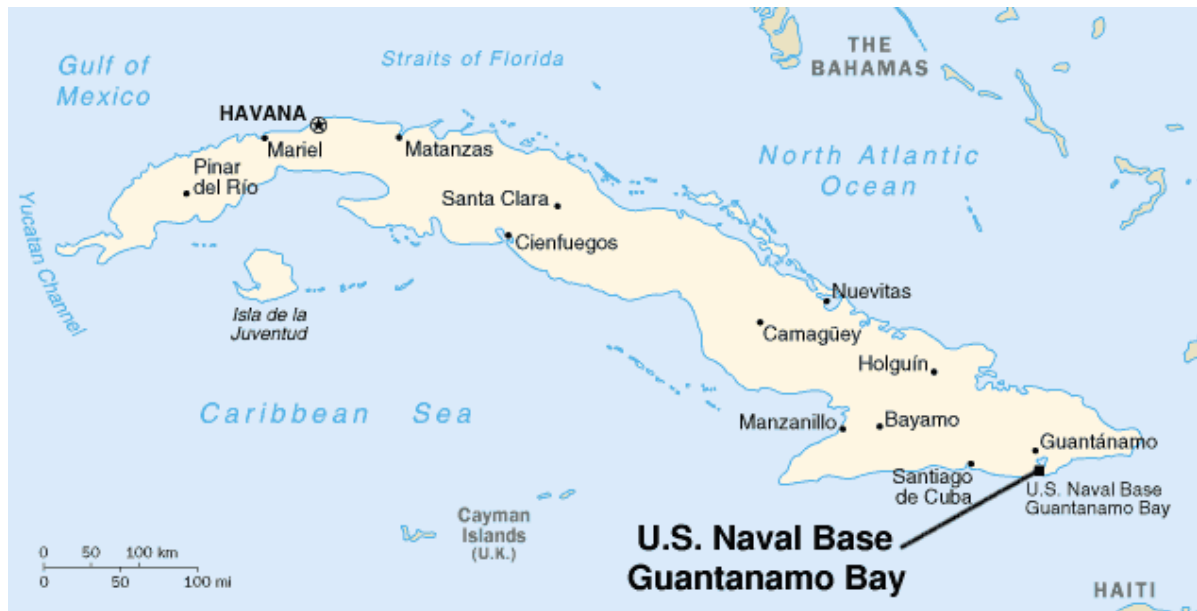 THE
BAHAMAS
Gulf of
Mexico
Straits of Florida
HAVANA
Mariel
Matanzas
North Atlantic
Ocean
Pinar
del Río
Santa Clara
Yucatan Channel
Cienfuegos
Nuevitas
Isla de la
Juventud
Camagüey
Holguín
Caribbean Sea
Manzanillo
Bayamo
Guantánamo
Santiago
de Cuba
U.S. Naval Base
Guantanamo Bay
Cayman
Islands
(U.K.)
U.S. Naval Base
Guantanamo Bay
0 50 100 km
0 50 100 mi
HAITI